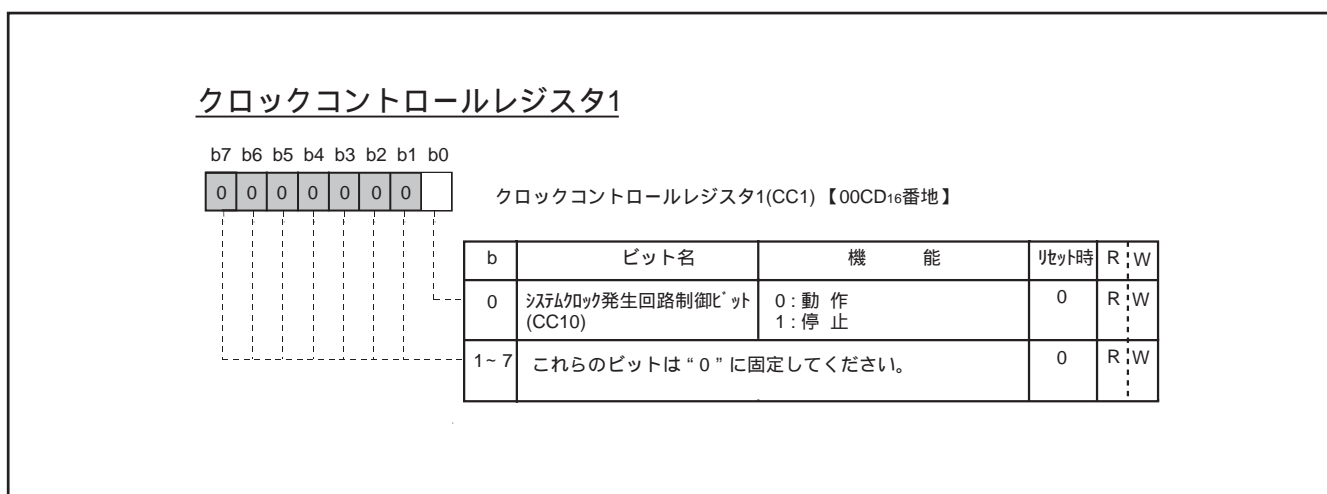 クロックコントロールレジスタ1
b7 b6 b5 b4 b3 b2 b1 b0
0 0 0 0 0 0 0
クロックコントロールレジスタ1(CC1)【00CD16番地】
b ビット名 機 能 リセット時 R W
0 システムクロック発生回路制御ビット (CC10) 0 : 動 作 0 R W
1 : 停 止
1~ 7 これらのビットは“ 0 ”に固定してください。 0 R W